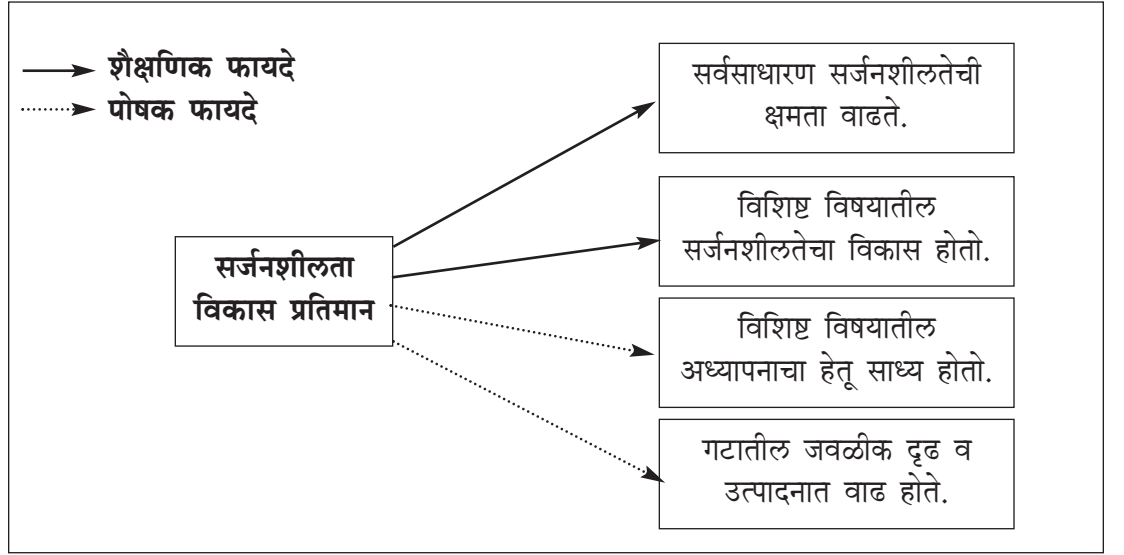 शैक्षणिक फायदे
पोषक फायदे
सर्जनशीलता
विकास प्रतिमान
सर्वसाधारण सर्जनशीलतेची
क्षमता वाढते.
विशिष्ट विषयातील
सर्जनशीलतेचा विकास होतो.
विशिष्ट विषयातील
अध्यापनाचा हेतू साध्य होतो.
गटातील जवळीक दृढ व
उत्पादनात वाढ होते.